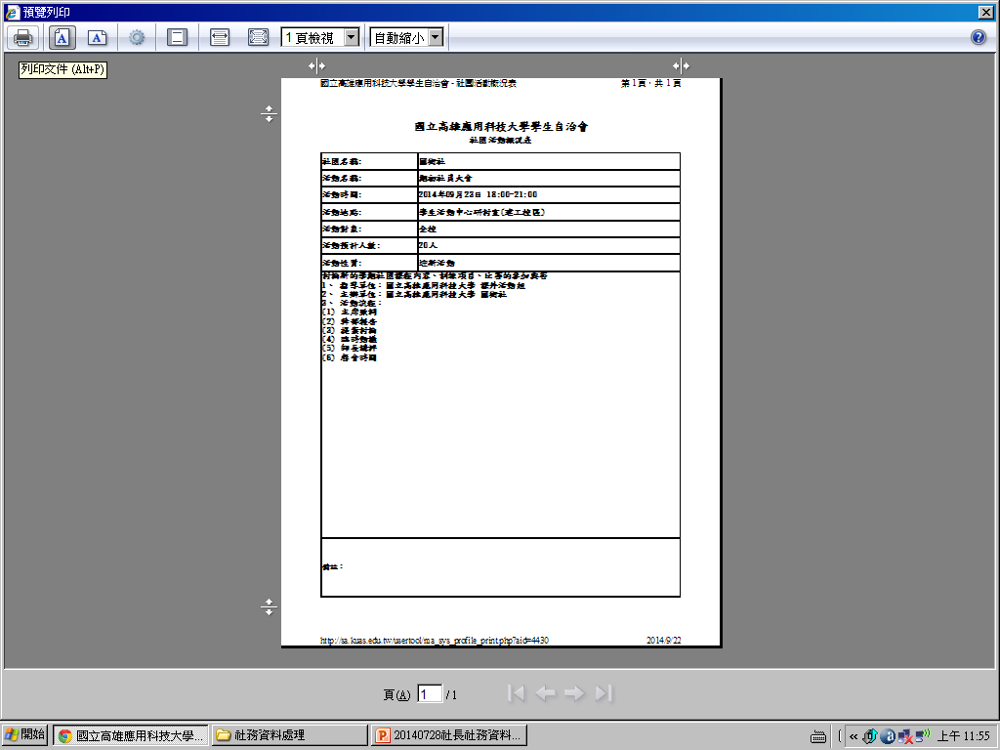 預覽列印
1 頁檢視
自動縮小
列印文件 (Alt+P)
國立高雄應用科技大學學生自治會 - 社團活動概況表 第 1 頁，共 1 頁
國立高雄應用科技大學學生自治會
社團活動概況表
社團名稱: 國術社
活動名稱: 期初社員大會
活動時間: 2014年09月23日 18:00-21:00
活動地點: 學生活動中心研討室(建工校區)
活動對象: 全校
活動預計人數: 20人
活動性質: 迎新活動
討論新的學期社團課程內容、訓練項目、比賽的參加與否
1、 指導單位：國立高雄應用科技大學 課外活動組
2、 主辦單位：國立高雄應用科技大學 國術社
3、 活動流程：
(1) 主席致詞
(2) 幹部報告
(3) 提案討論
(4) 臨時動議
(5) 師長講評
(6) 散會時間
備註：
http://sa.kuas.edu.tw/usertool/ma_sys_profile_print.php?aid=4430 2014/9/22
頁(A) 1 / 1
開始
國立高雄應用科技大學...
社務資料處理
20140728社長社務資料...
上午 11:55